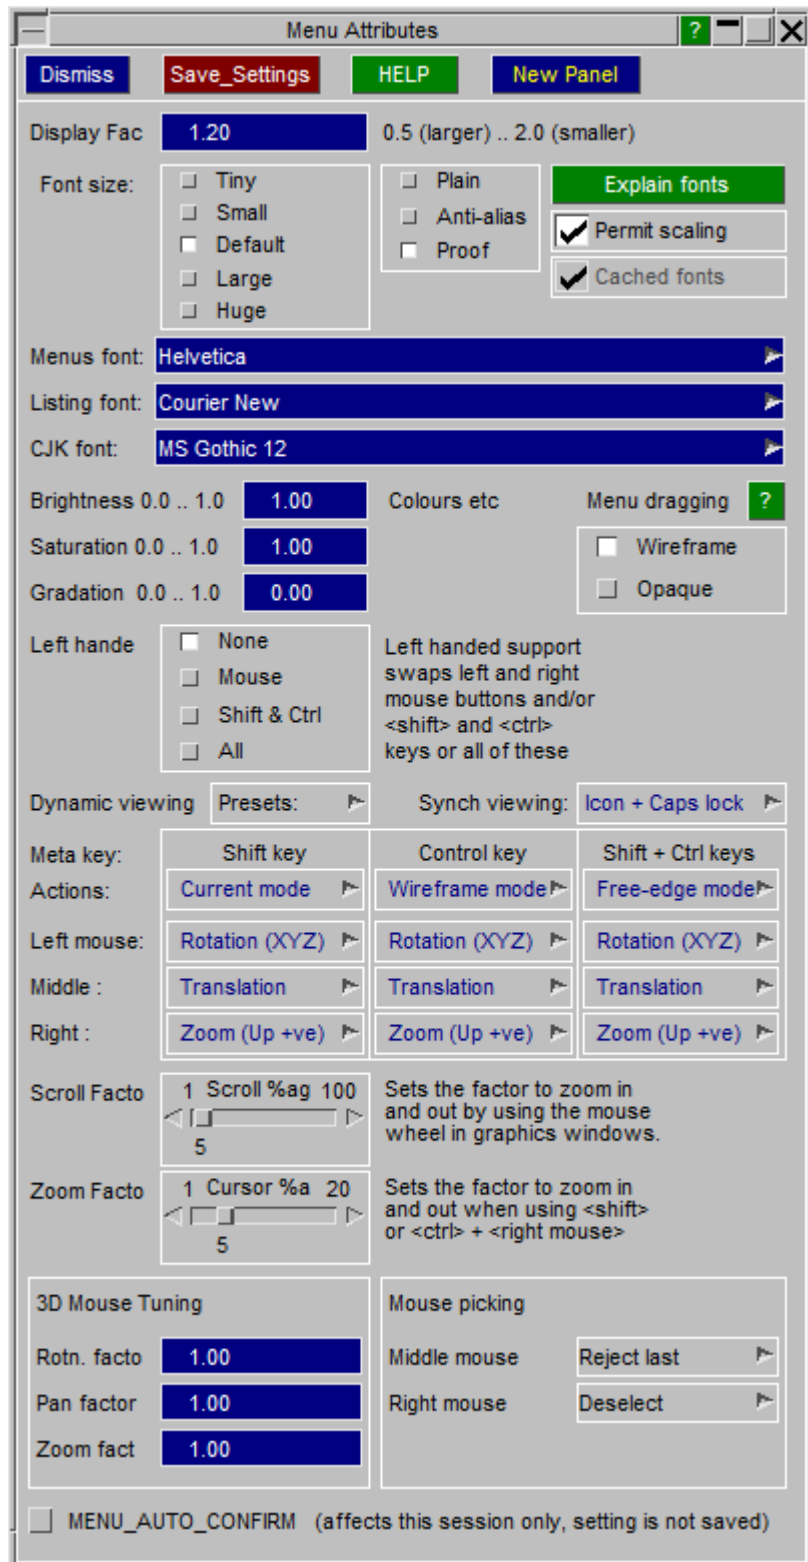 Menu Attributes ?
Dismiss Save_Settings HELP New Panel
Display Fac 1.20 0.5 (larger) .. 2.0 (smaller)
Font size: Tiny Plain Explain fonts
Small Anti-alias Permit scaling
Default Proof Cached fonts
Large
Huge
Menus font: Helvetica
Listing font: Courier New
CJK font: MS Gothic 12
Brightness 0.0 .. 1.0 1.00 Colours etc Menu dragging ?
Saturation 0.0 .. 1.0 1.00 Wireframe
Gradation 0.0 .. 1.0 0.00 Opaque
Left hande None Left handed support
Mouse swaps left and right
mouse buttons and/or
Shift & Ctrl <shift> and <ctrl>
All keys or all of these
Dynamic viewing Presets: Synch viewing: Icon + Caps lock
Meta key: Shift key Control key Shift + Ctrl keys
Actions: Current mode Wireframe mode Free-edge mode
Left mouse: Rotation (XYZ) Rotation (XYZ) Rotation (XYZ)
Middle : Translation Translation Translation
Right : Zoom (Up +ve) Zoom (Up +ve) Zoom (Up +ve)
Scroll Facto 1 Scroll %ag 100 Sets the factor to zoom in
and out by using the mouse
5 wheel in graphics windows.
Zoom Facto 1 Cursor %a 20 Sets the factor to zoom in
and out when using <shift>
5 or <ctrl> + <right mouse>
3D Mouse Tuning Mouse picking
Rotn. facto 1.00 Middle mouse Reject last
Pan factor 1.00 Right mouse Deselect
Zoom fact 1.00
MENU_AUTO_CONFIRM (affects this session only, setting is not saved)